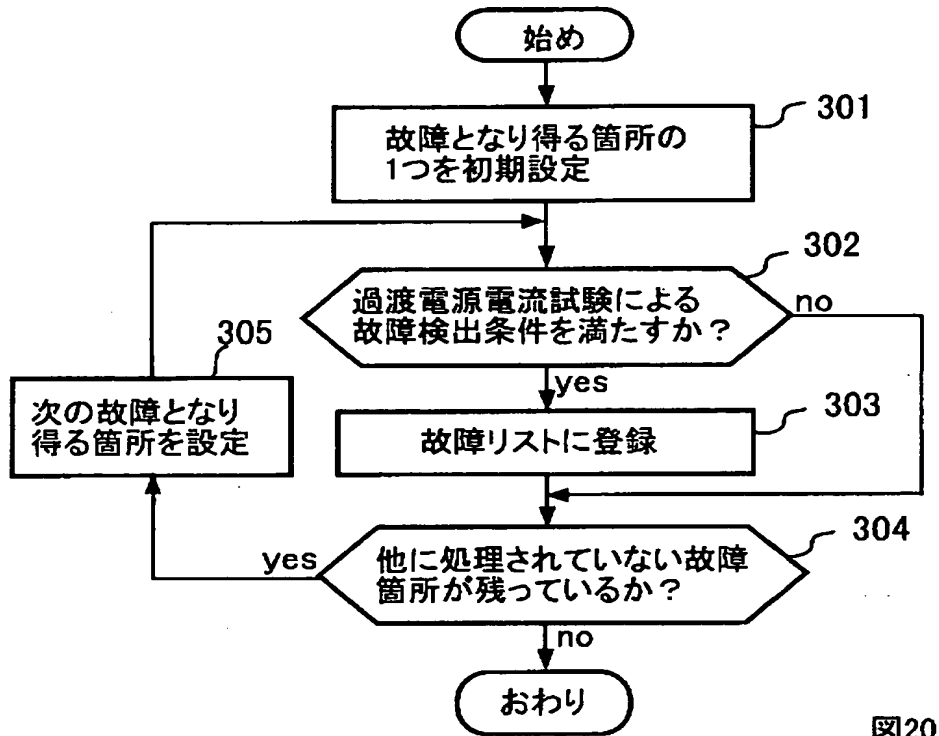 始め
301
故障となり得る箇所の
1つを初期設定
302
過渡電源電流試験による
故障検出条件を満たすか？
no
305
次の故障となり
得る箇所を設定
yes
303
故障リストに登録
304
yes
他に処理されていない故障
箇所が残っているか？
no
おわり
図20